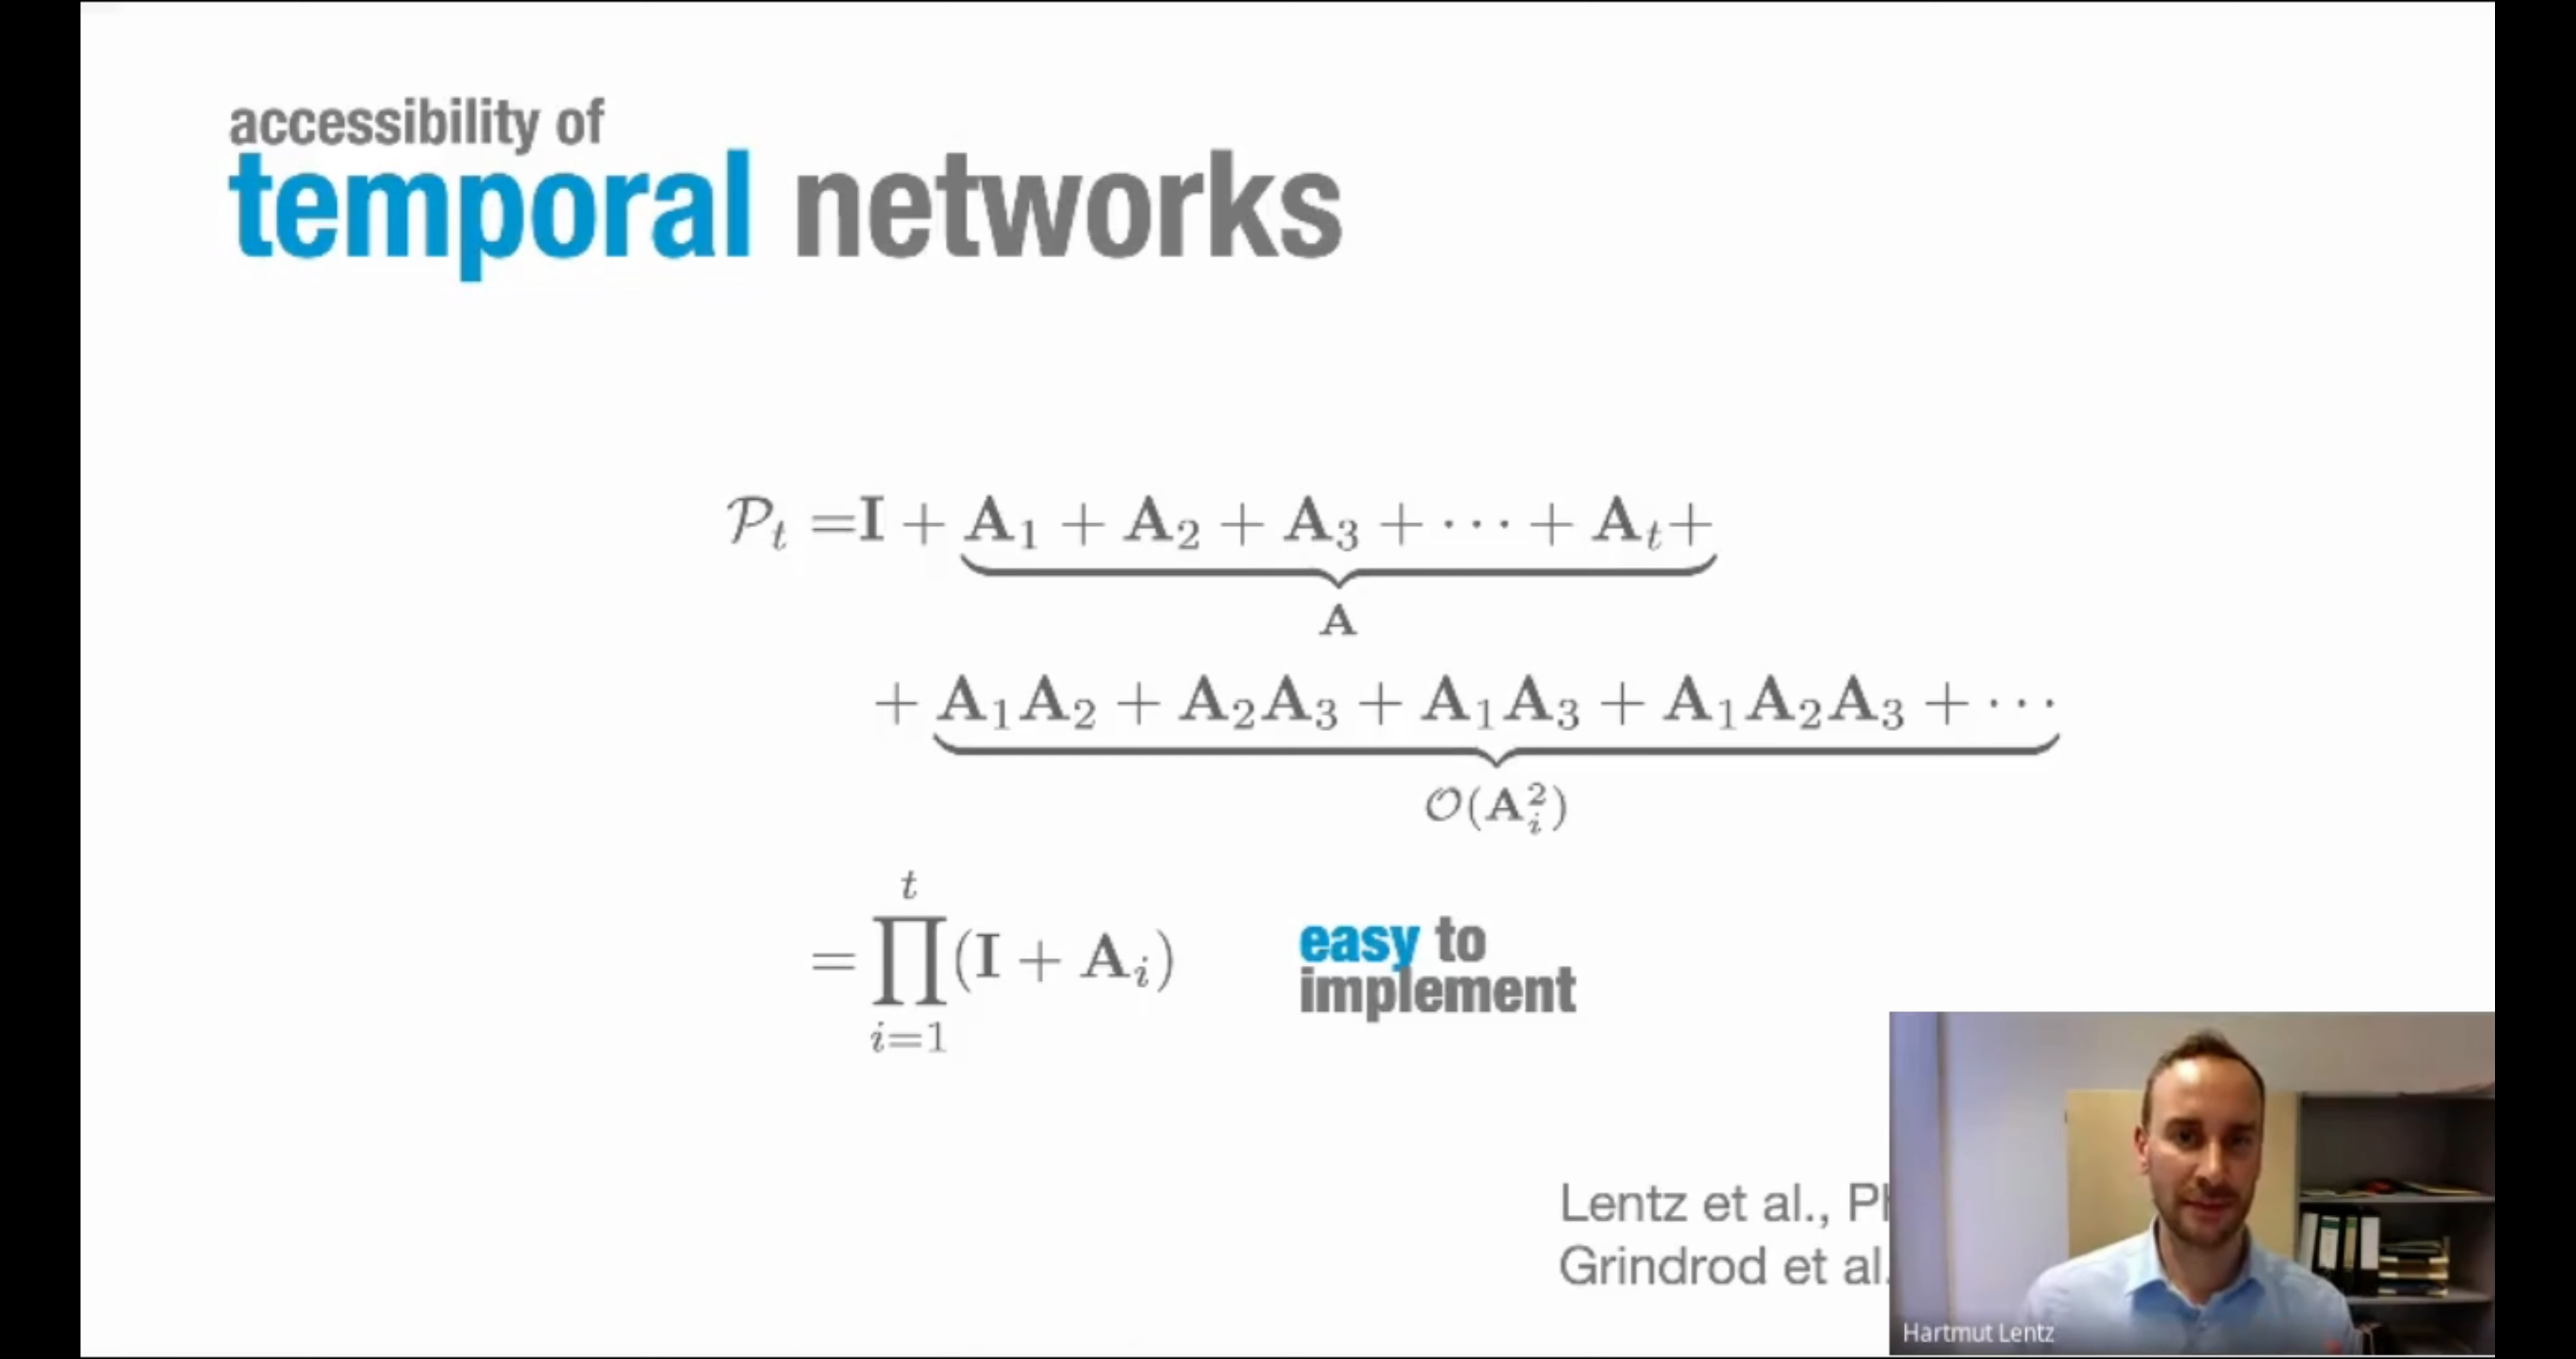 accessibility of
temporal networks
𝒫ₜ =I + A₁ + A₂ + A₃ + ··· + Aₜ+
A
+ A₁A₂ + A₂A₃ + A₁A₃ + A₁A₂A₃ + ···
𝒪(Aᵢ²)
= ∏ᵢ₌₁ᵗ (I + Aᵢ)
easy to
implement
Lentz et al.,
Grindrod et al.
Hartmut Lentz